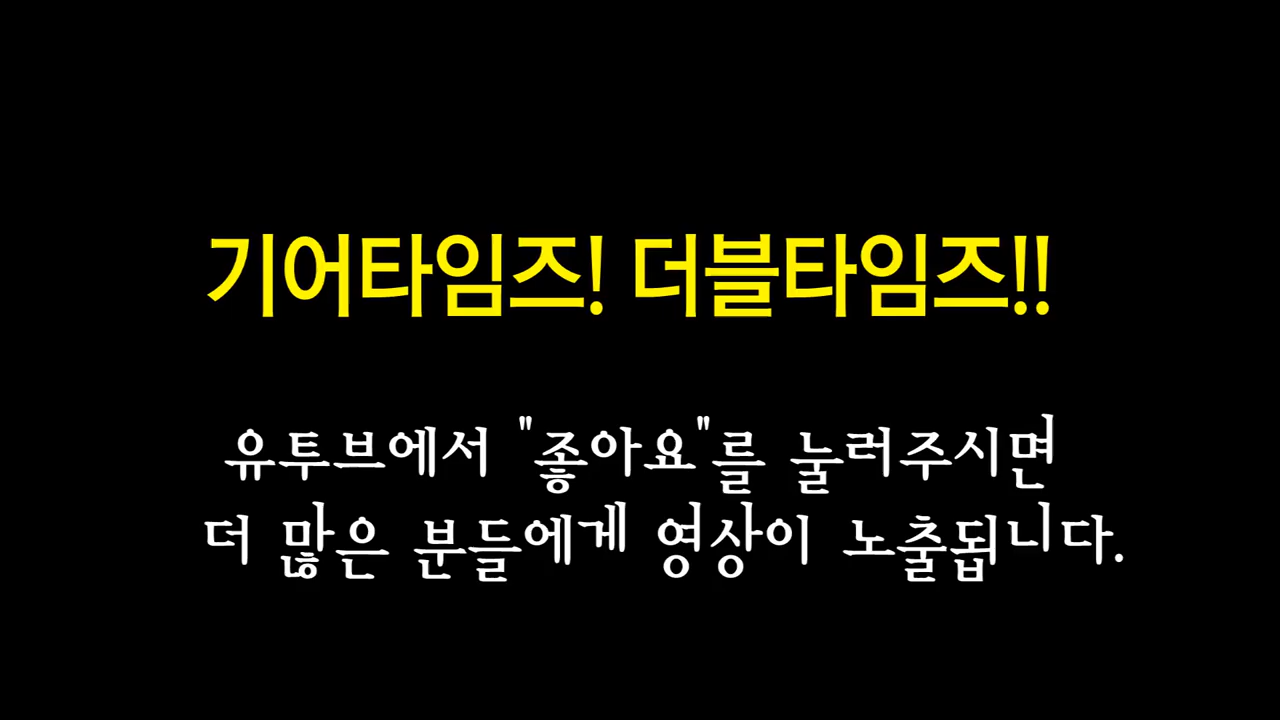 기어타임즈! 더블타임즈!!
유투브에서 "좋아요"를 눌러주시면
더 많은 분들에게 영상이 노출됩니다.